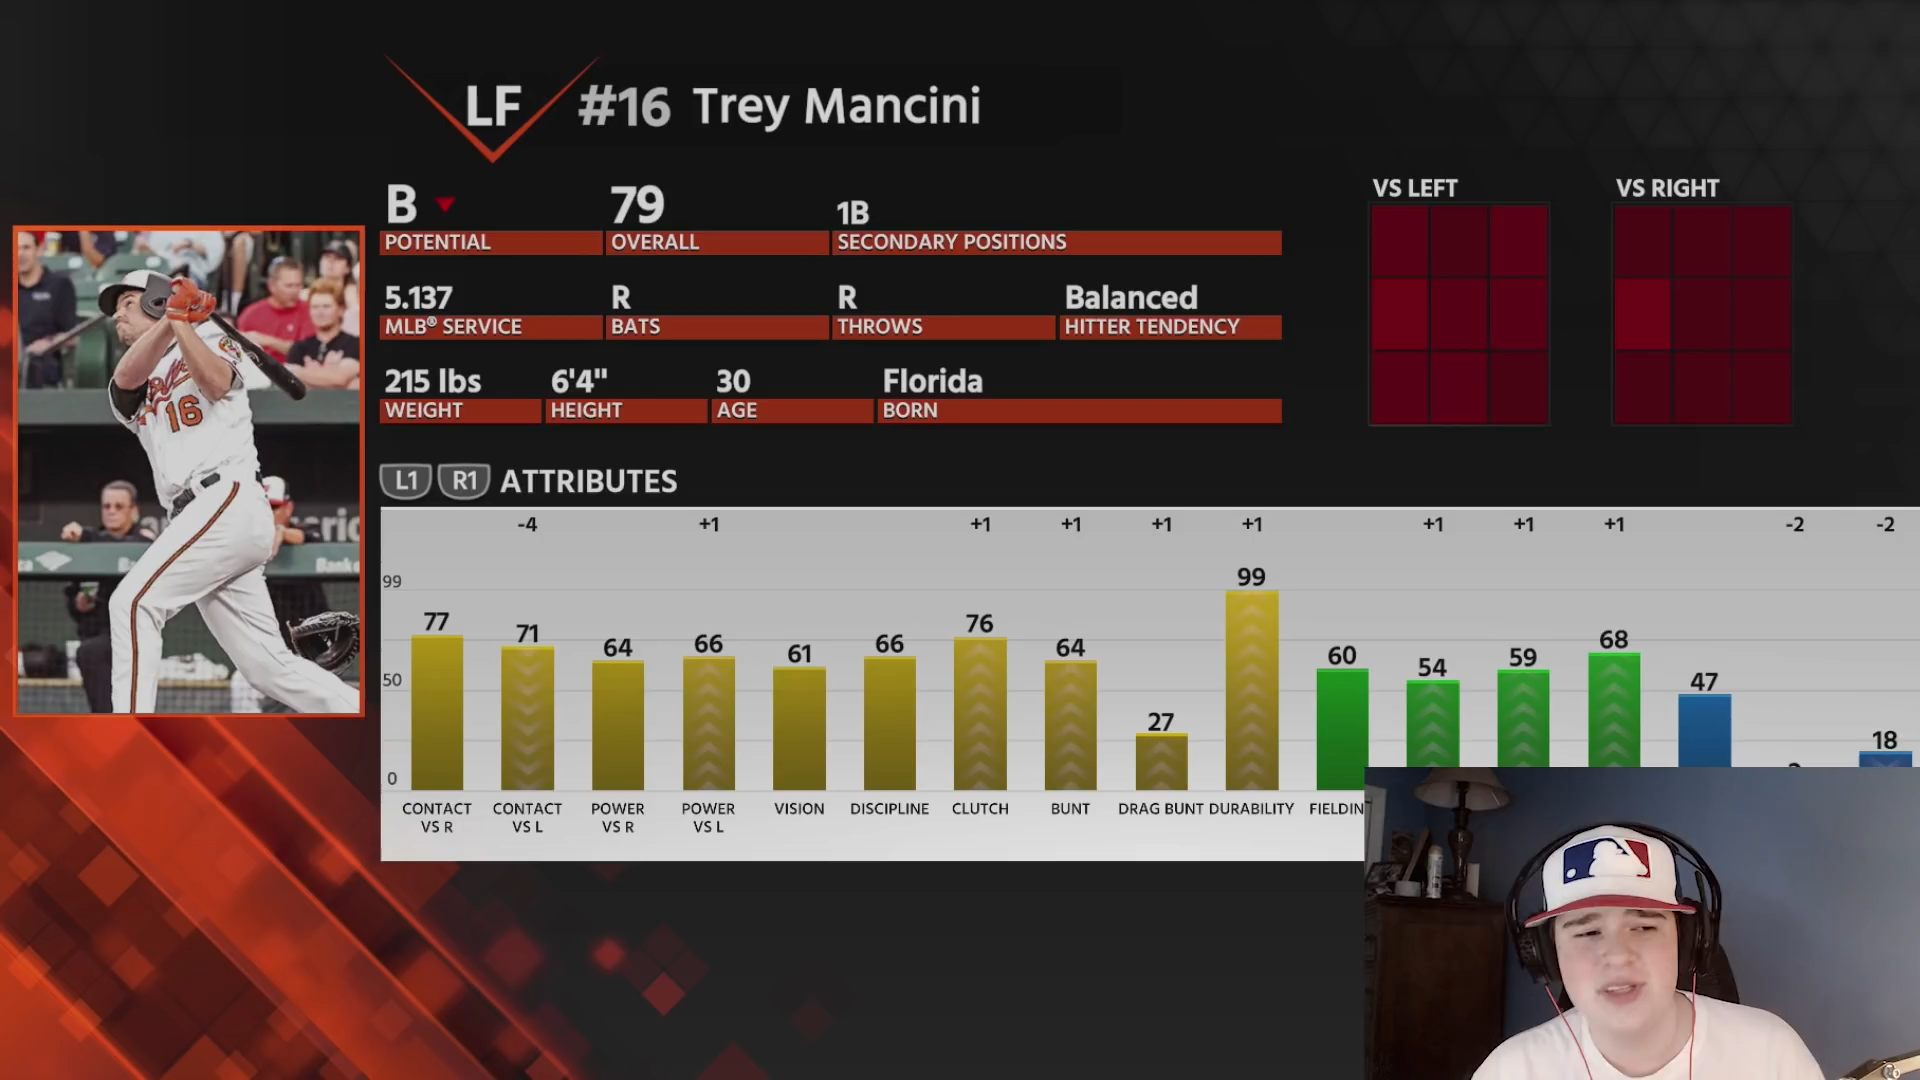 LF #16 Trey Mancini
B 79 1B
POTENTIAL OVERALL SECONDARY POSITIONS
5.137 R R Balanced
MLB® SERVICE BATS THROWS HITTER TENDENCY
215 lbs 6'4" 30 Florida
WEIGHT HEIGHT AGE BORN
VS LEFT VS RIGHT
16
L1 R1 ATTRIBUTES
-4 +1 +1 +1 +1 +1 +1 +1 +1 -2 -2
99
50
0
77 71 64 66 61 66 76 64 27 99 60 54 59 68 47 18
CONTACT VS R
CONTACT VS L
POWER VS R
POWER VS L
VISION
DISCIPLINE
CLUTCH
BUNT
DRAG BUNT
DURABILITY
FIELDIN